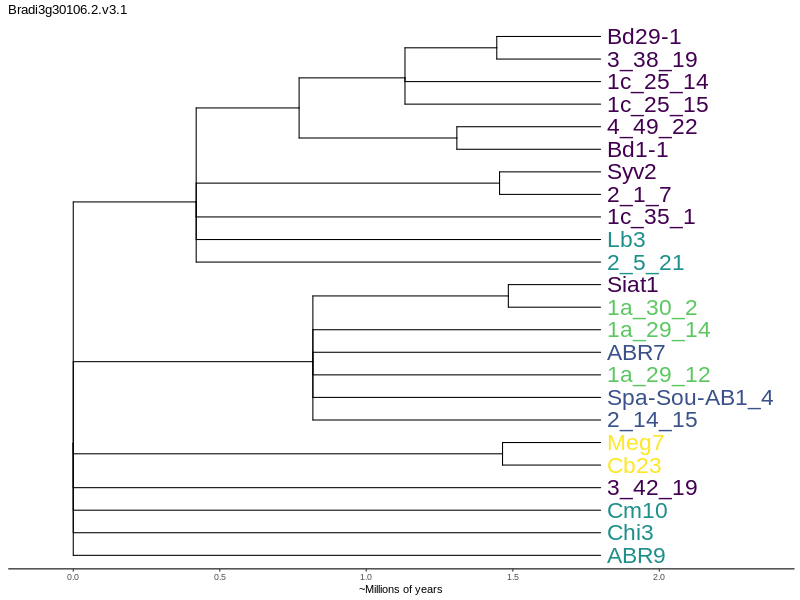 Bradi3g30106.2.v3.1
Bd29-1
3_38_19
1c_25_14
1c_25_15
4_49_22
Bd1-1
Syv2
2_1_7
1c_35_1
Lb3
2_5_21
Siat1
1a_30_2
1a_29_14
ABR7
1a_29_12
Spa-Sou-AB1_4
2_14_15
Meg7
Cb23
3_42_19
Cm10
Chi3
ABR9
0.0 0.5 1.0 1.5 2.0
~Millions of years